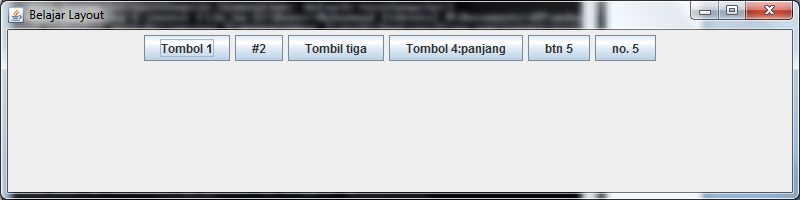 Belajar Layout
Tombol 1 #2 Tombil tiga Tombol 4:panjang btn 5 no. 5